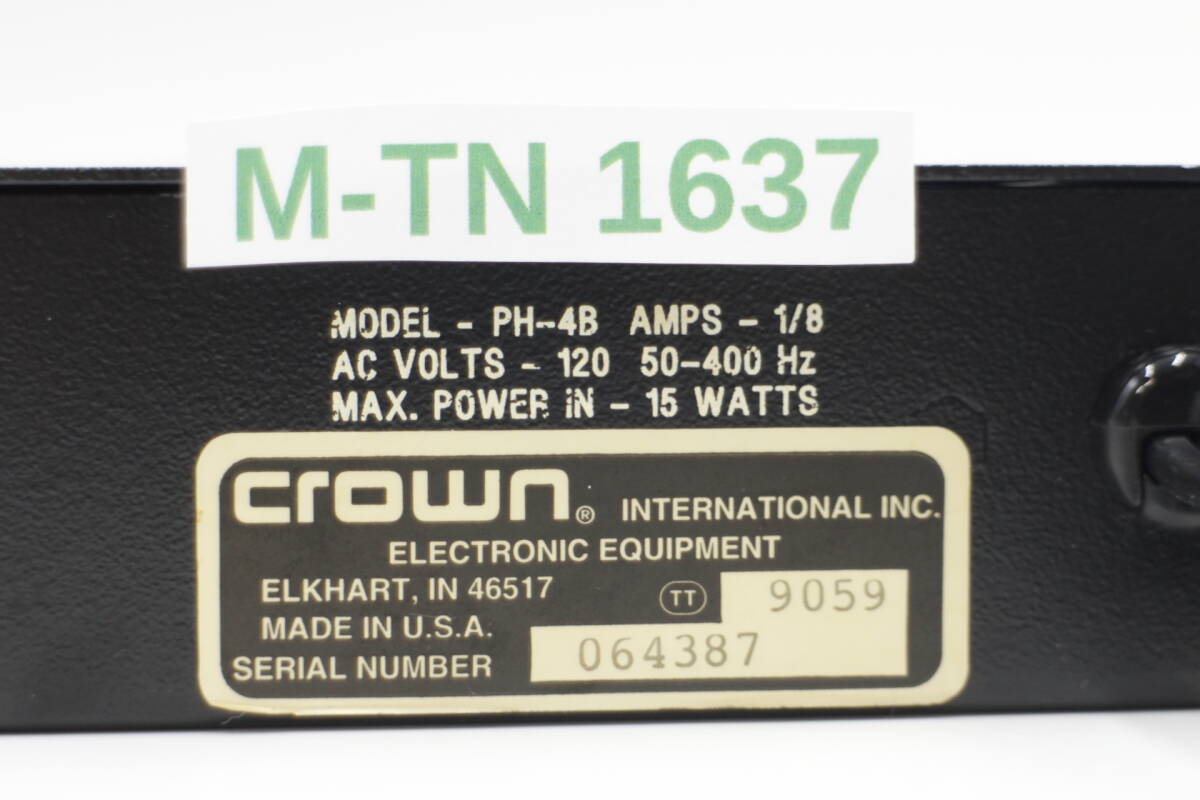 M-TN 1637
MODEL - PH-4B AMPS - 1/8
AC VOLTS - 120 50-400 Hz
MAX. POWER iN - 15 WATTS
crown® INTERNATIONAL INC.
ELECTRONIC EQUIPMENT
ELKHART, IN 46517 TT 9059
MADE IN U.S.A.
SERIAL NUMBER 064387